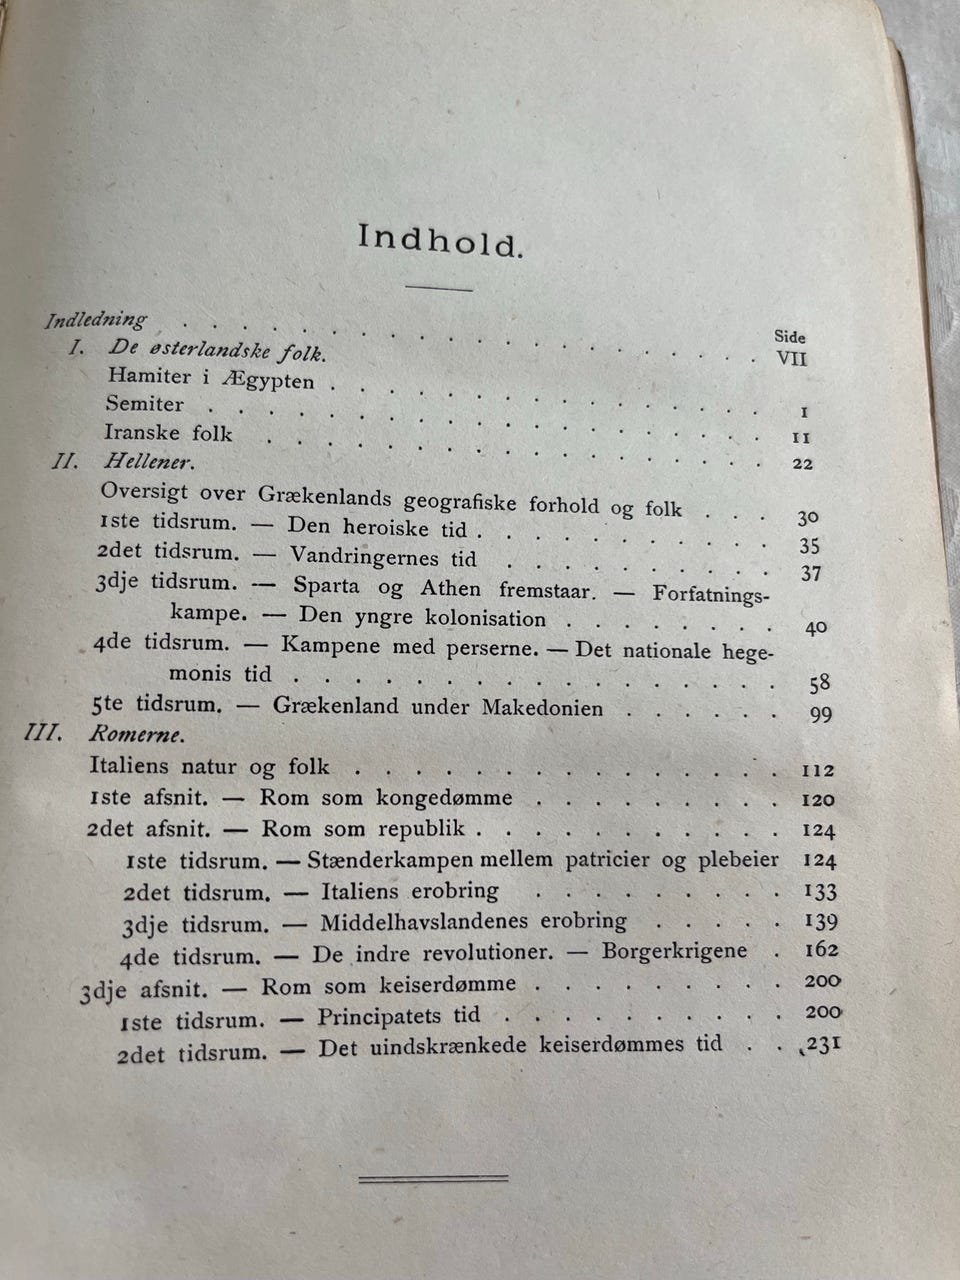 Indhold.
Side
Indledning . . . . . . . . . . . . . . . . . . . . VII
I. De østerlandske folk.
Hamiter i Ægypten . . . . . . . . . . . . . . . 1
Semiter . . . . . . . . . . . . . . . . . . . 11
Iranske folk . . . . . . . . . . . . . . . . . 22
II. Hellener.
Oversigt over Grækenlands geografiske forhold og folk . . . 30
1ste tidsrum. — Den heroiske tid . . . . . . . . . . 35
2det tidsrum. — Vandringernes tid . . . . . . . . . 37
3dje tidsrum. — Sparta og Athen fremstaar. — Forfatnings-
kampe. — Den yngre kolonisation . . . . . . . . 40
4de tidsrum. — Kampene med perserne. — Det nationale hege-
monis tid . . . . . . . . . . . . . . . . 58
5te tidsrum. — Grækenland under Makedonien . . . . . . 99
III. Romerne.
Italiens natur og folk . . . . . . . . . . . . . . 112
1ste afsnit. — Rom som kongedømme . . . . . . . . . 120
2det afsnit. — Rom som republik . . . . . . . . . . . 124
1ste tidsrum. — Stænderkampen mellem patricier og plebeier 124
2det tidsrum. — Italiens erobring . . . . . . . . . 133
3dje tidsrum. — Middelhavslandenes erobring . . . . . 139
4de tidsrum. — De indre revolutioner. — Borgerkrigene . 162
3dje afsnit. — Rom som keiserdømme . . . . . . . . . 200
1ste tidsrum. — Principatets tid . . . . . . . . . . 200
2det tidsrum. — Det uindskrænkede keiserdømmes tid . . 231